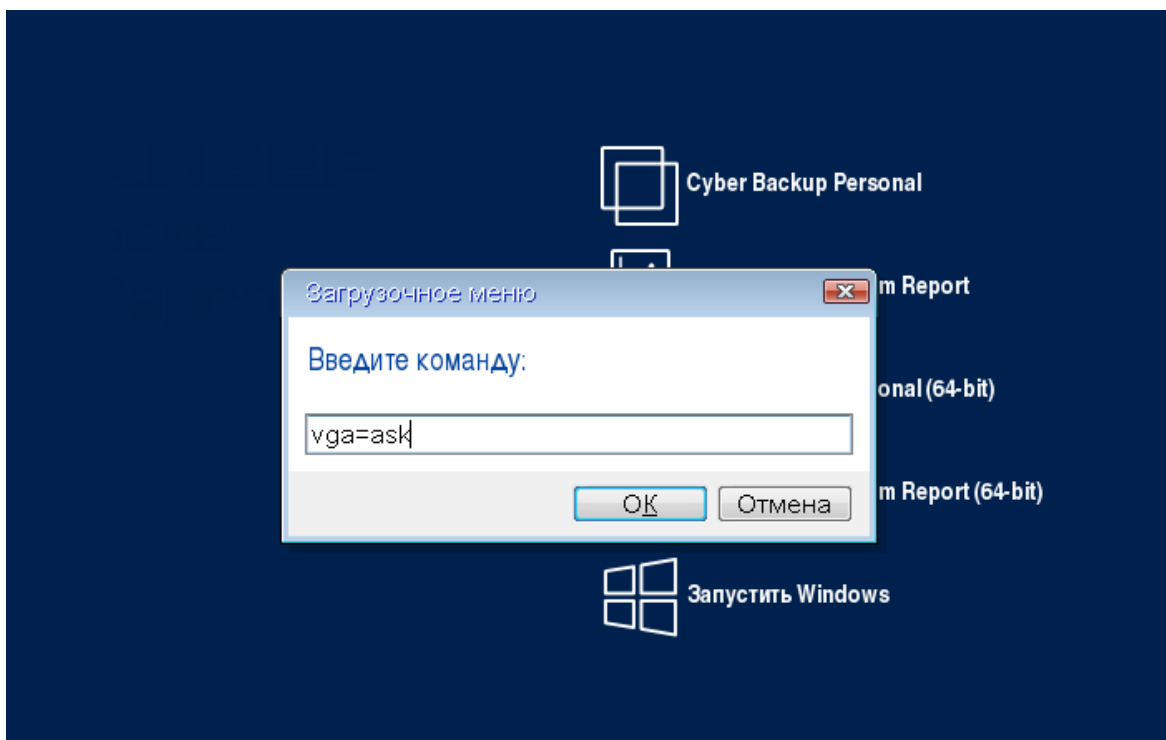 Cyber Backup Personal
m Report
Загрузочное меню
Введите команду:
onal (64-bit)
vga=ask
m Report (64-bit)
OK
Отмена
Запустить Windows